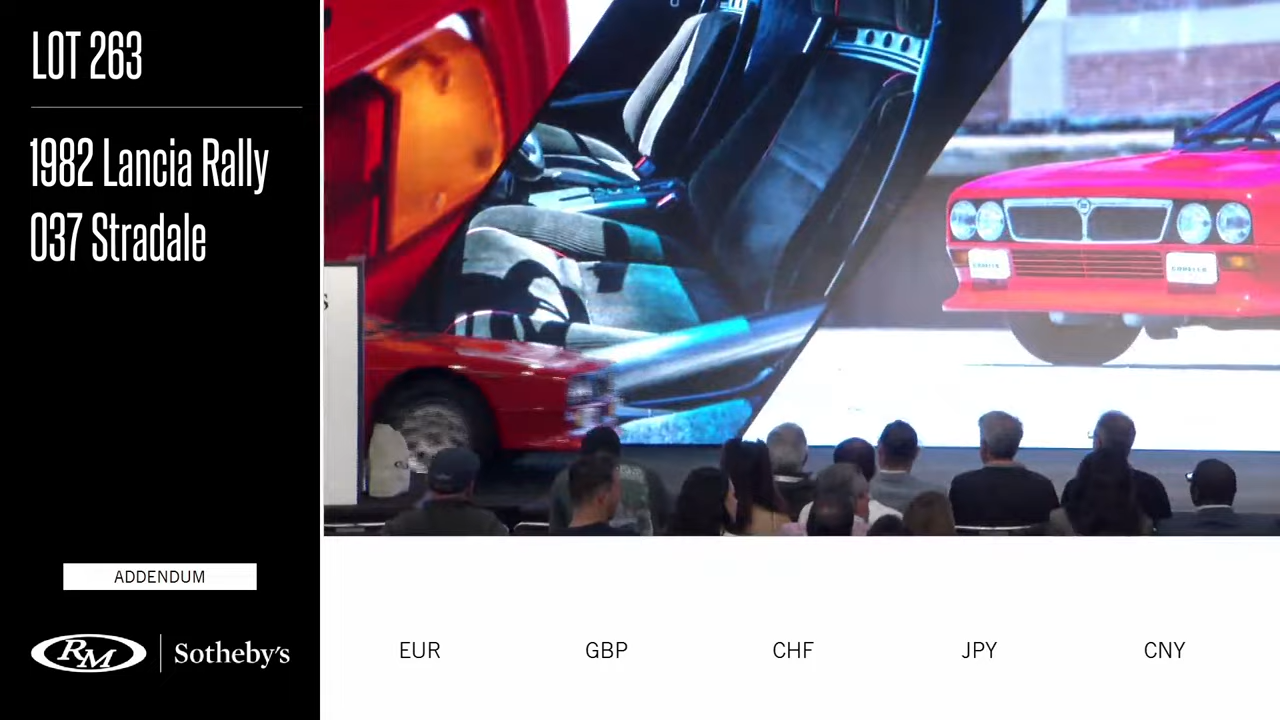 LOT 263
1982 Lancia Rally
037 Stradale
ADDENDUM
RM
Sotheby's
EUR
GBP
CHF
JPY
CNY